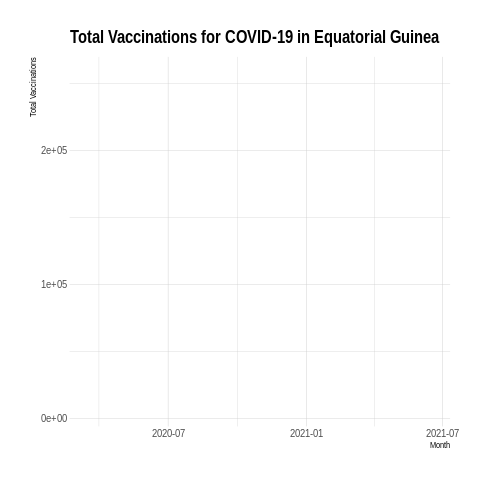 Total Vaccinations for COVID-19 in Equatorial Guinea
Total Vaccinations
2e+05
1e+05
0e+00
2020-07
2021-01
2021-07
Month